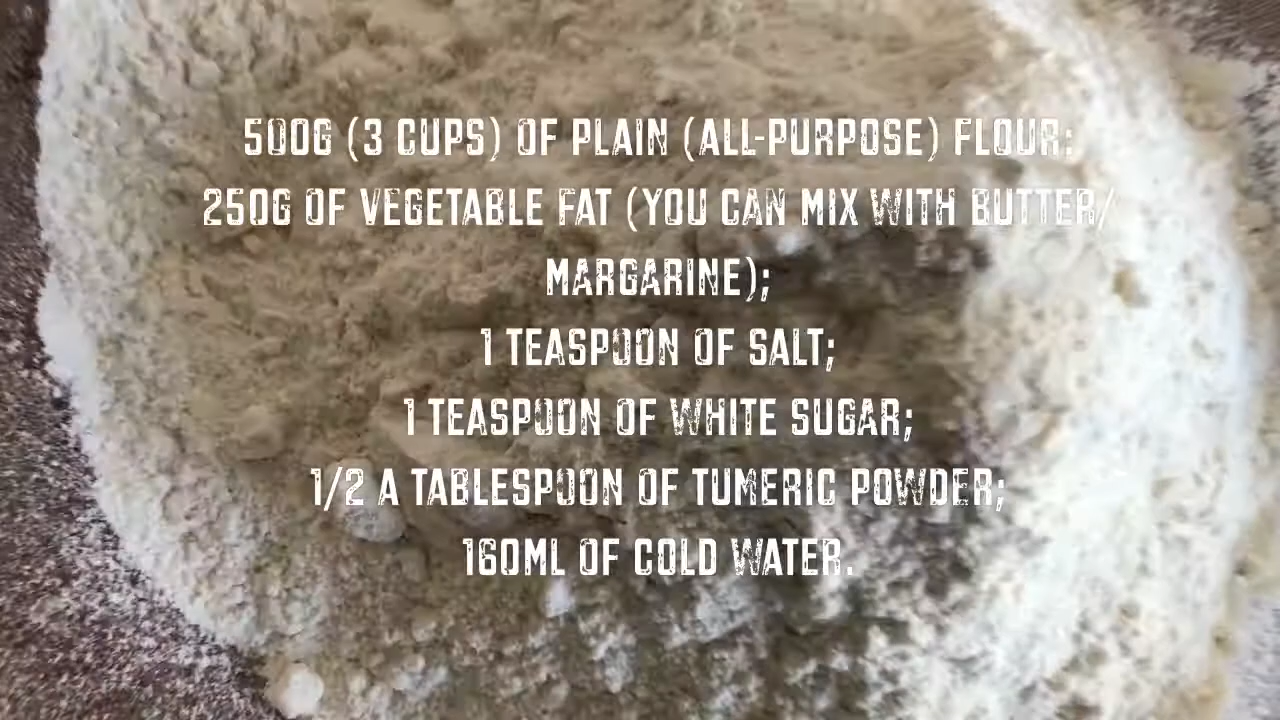 500G (3 CUPS) OF PLAIN (ALL-PURPOSE) FLOUR:
250G OF VEGETABLE FAT (YOU CAN MIX WITH BUTTER/
MARGARINE);
1 TEASPOON OF SALT;
1 TEASPOON OF WHITE SUGAR;
1/2 A TABLESPOON OF TUMERIC POWDER;
160ML OF COLD WATER.